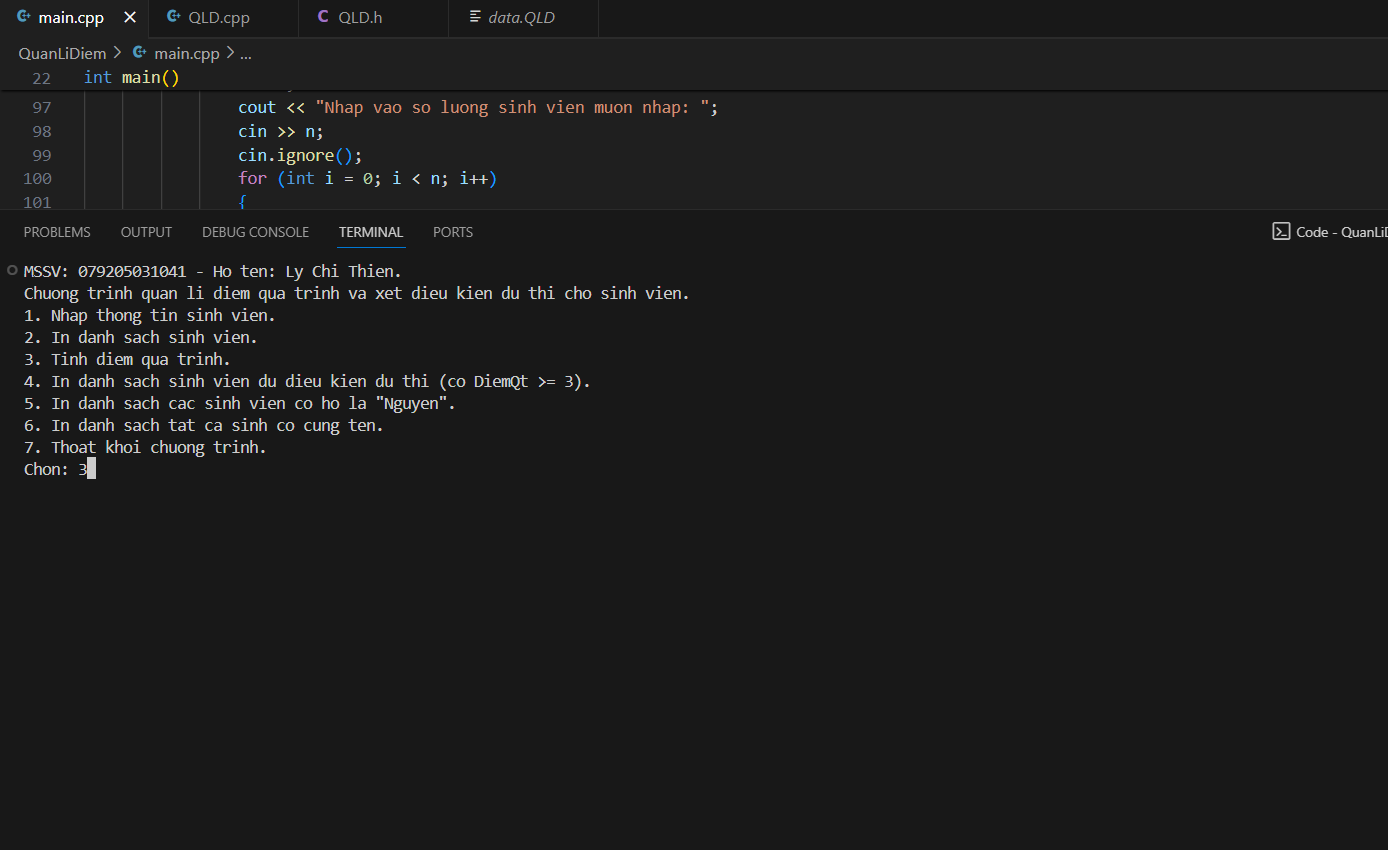 main.cpp QLD.cpp C QLD.h data.QLD
QuanLiDiem > main.cpp > ...
22 int main()
97 cout << "Nhap vao so luong sinh vien muon nhap: ";
98 cin >> n;
99 cin.ignore();
100 for (int i = 0; i < n; i++)
101 {
PROBLEMS OUTPUT DEBUG CONSOLE TERMINAL PORTS Code - QuanLiD
MSSV: 079205031041 - Ho ten: Ly Chi Thien.
Chuong trinh quan li diem qua trinh va xet dieu kien du thi cho sinh vien.
1. Nhap thong tin sinh vien.
2. In danh sach sinh vien.
3. Tinh diem qua trinh.
4. In danh sach sinh vien du dieu kien du thi (co DiemQt >= 3).
5. In danh sach cac sinh vien co ho la "Nguyen".
6. In danh sach tat ca sinh co cung ten.
7. Thoat khoi chuong trinh.
Chon: 3